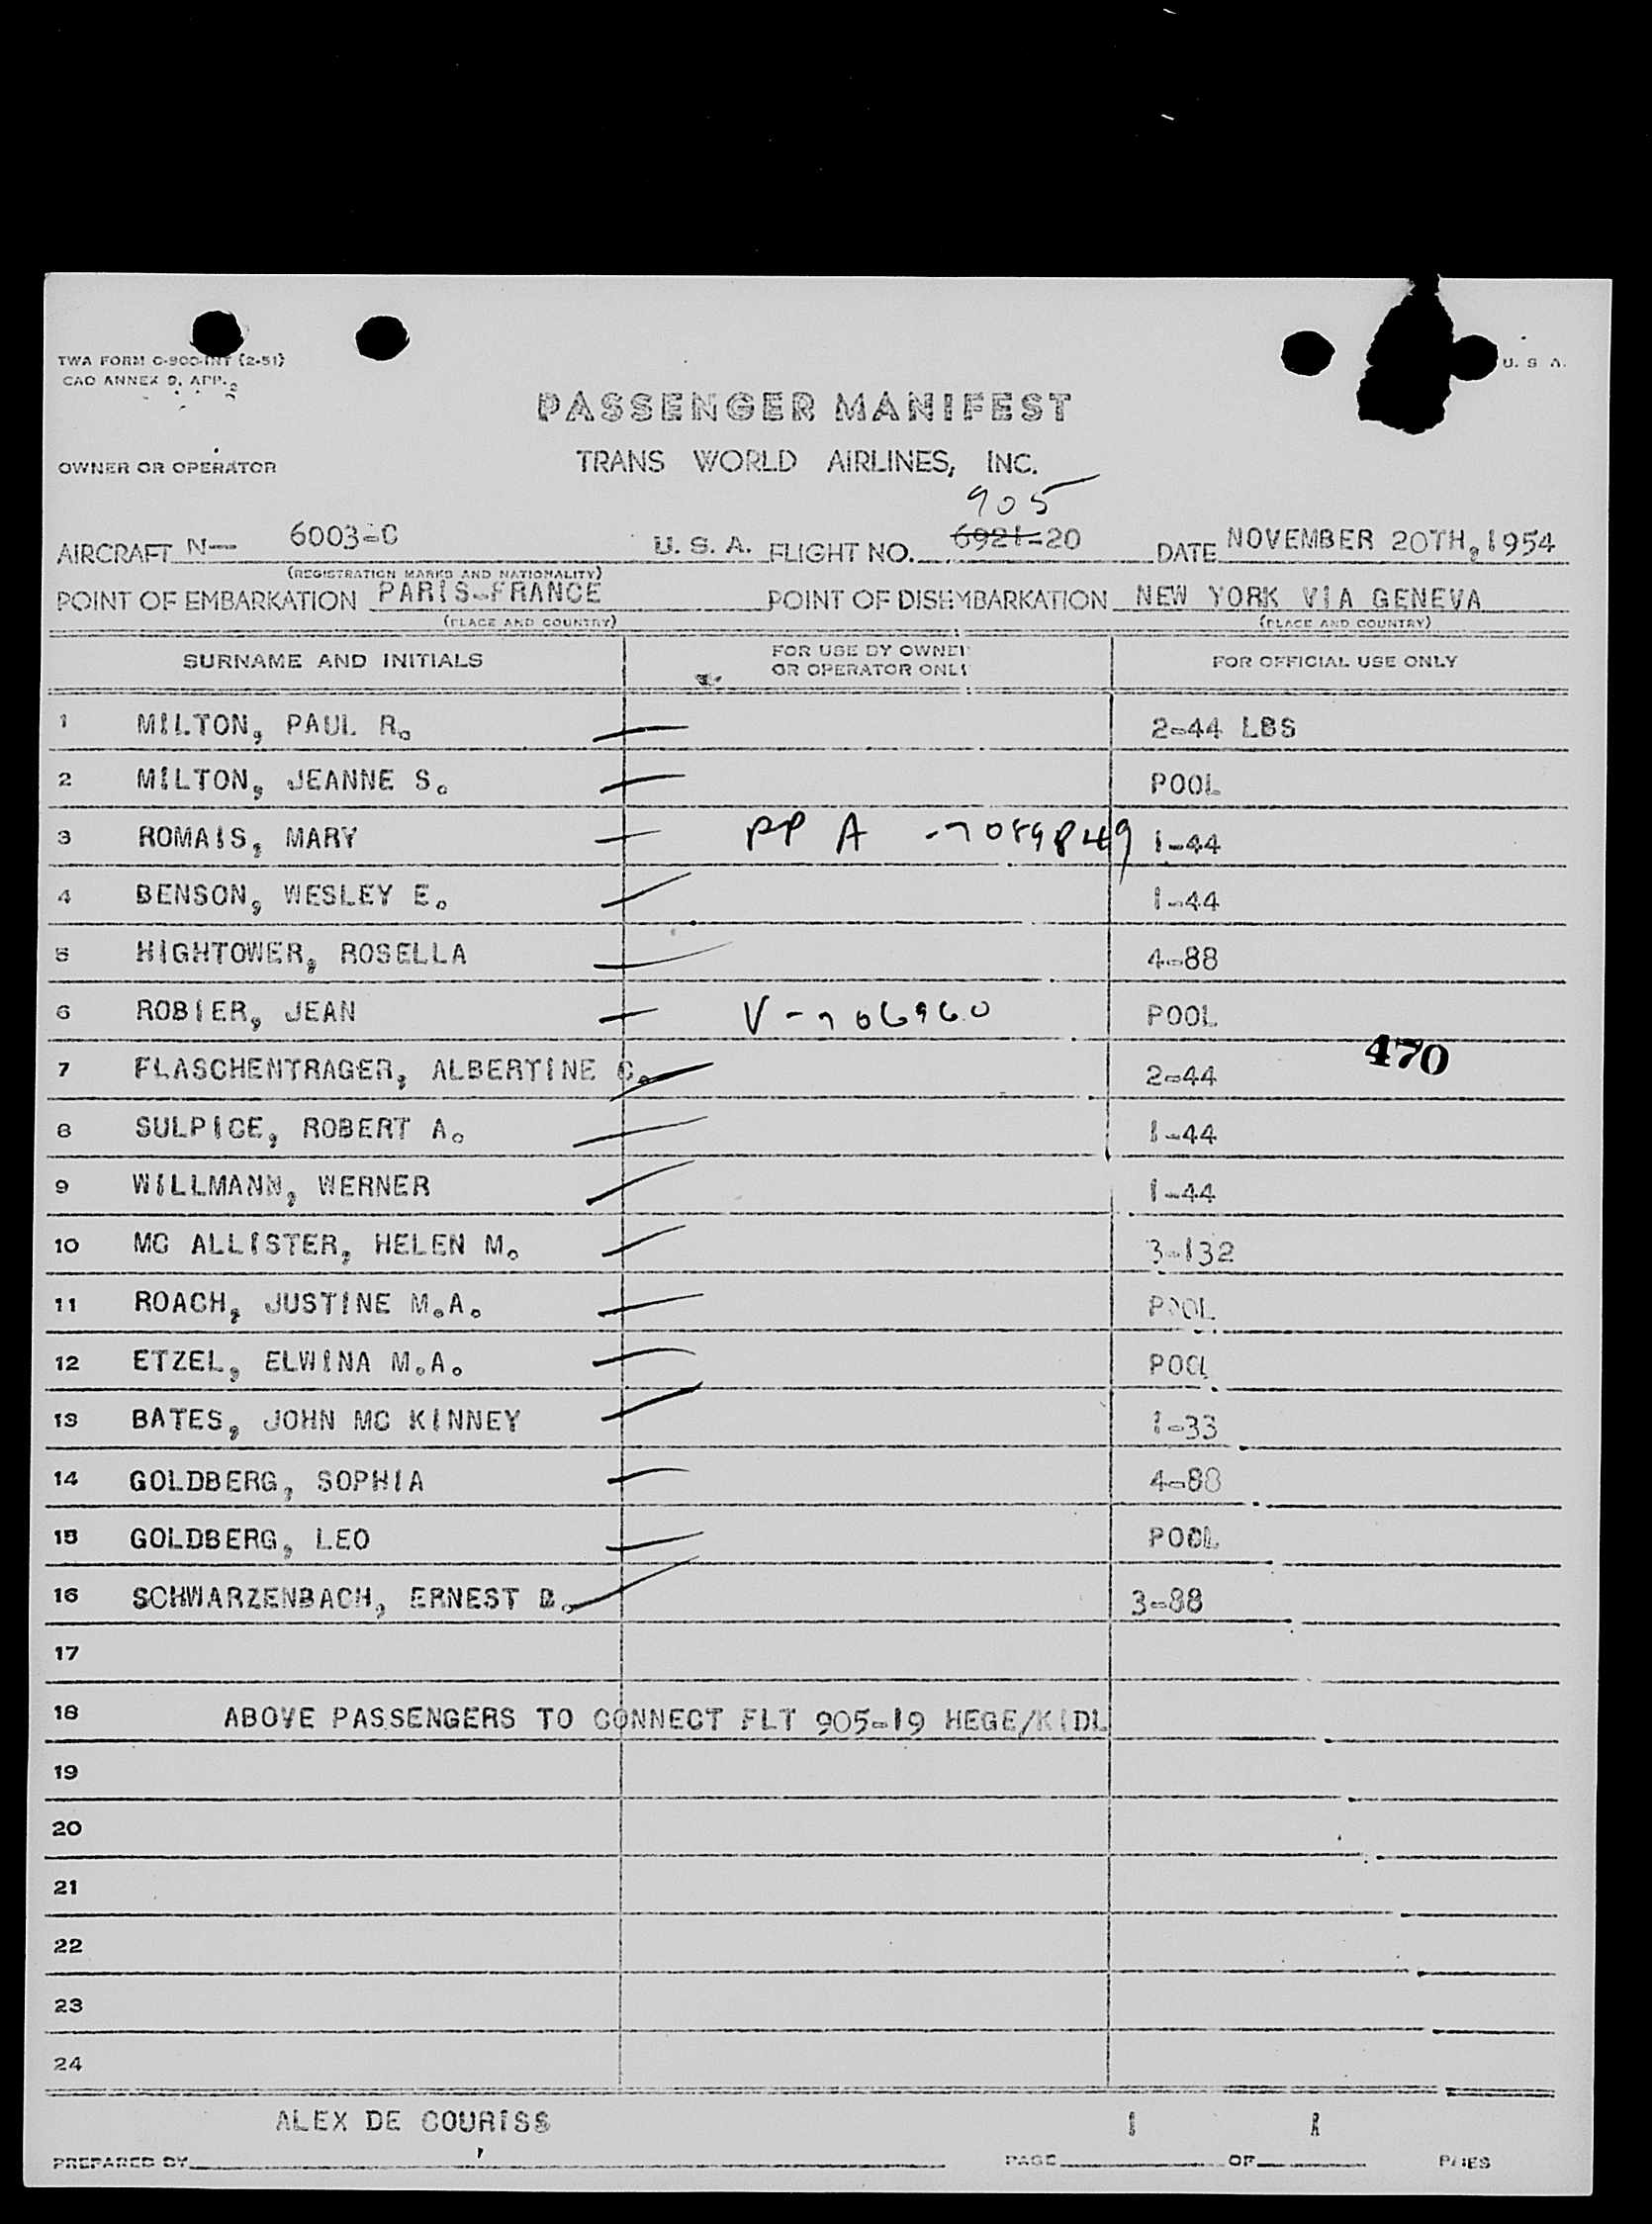 TWA FORM C-900-INT (2-51)
CAO ANNEX 9, APP. 2
U. S. A.
PASSENGER MANIFEST
OWNER OR OPERATOR TRANS WORLD AIRLINES, INC.
905
AIRCRAFT N— 6003-C U. S. A. FLIGHT NO. 6921-20 DATE NOVEMBER 20TH, 1954
(REGISTRATION MARKS AND NATIONALITY)
POINT OF EMBARKATION PARIS-FRANCE POINT OF DISEMBARKATION NEW YORK VIA GENEVA
(PLACE AND COUNTRY) (PLACE AND COUNTRY)
SURNAME AND INITIALS FOR USE BY OWNER OR OPERATOR ONLY FOR OFFICIAL USE ONLY
1 MILTON, PAUL R. 2-44 LBS
2 MILTON, JEANNE S. POOL
3 ROMAIS, MARY PP A -7089849 1-44
4 BENSON, WESLEY E. 1-44
5 HIGHTOWER, ROSELLA 4-88
6 ROBIER, JEAN V-706960 POOL
470
7 FLASCHENTRAGER, ALBERTINE C. 2-44
8 SULPICE, ROBERT A. 1-44
9 WILLMANN, WERNER 1-44
10 MC ALLISTER, HELEN M. 3-132
11 ROACH, JUSTINE M.A. POOL
12 ETZEL, ELWINA M.A. POOL
13 BATES, JOHN MC KINNEY 1-33
14 GOLDBERG, SOPHIA 4-88
15 GOLDBERG, LEO POOL
16 SCHWARZENBACH, ERNEST B. 3-88
17
18 ABOVE PASSENGERS TO CONNECT FLT 905-19 HEGE/KIDL
19
20
21
22
23
24
ALEX DE COURISS 1 1
PREPARED BY PAGE OF PAGES